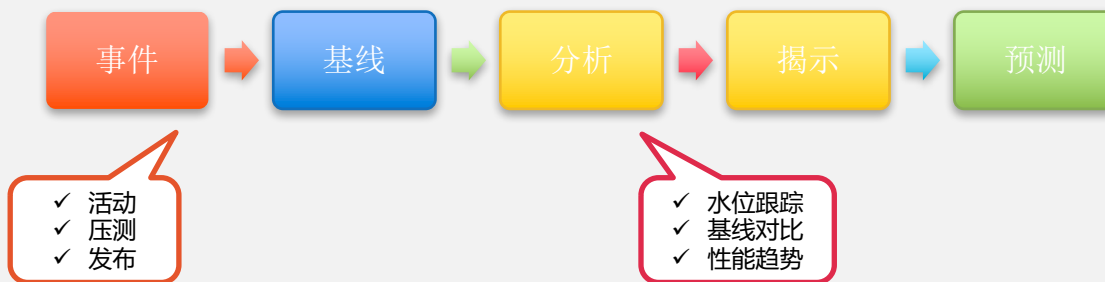 事件
基线
分析
揭示
预测
✓ 活动
✓ 压测
✓ 发布
✓ 水位跟踪
✓ 基线对比
✓ 性能趋势